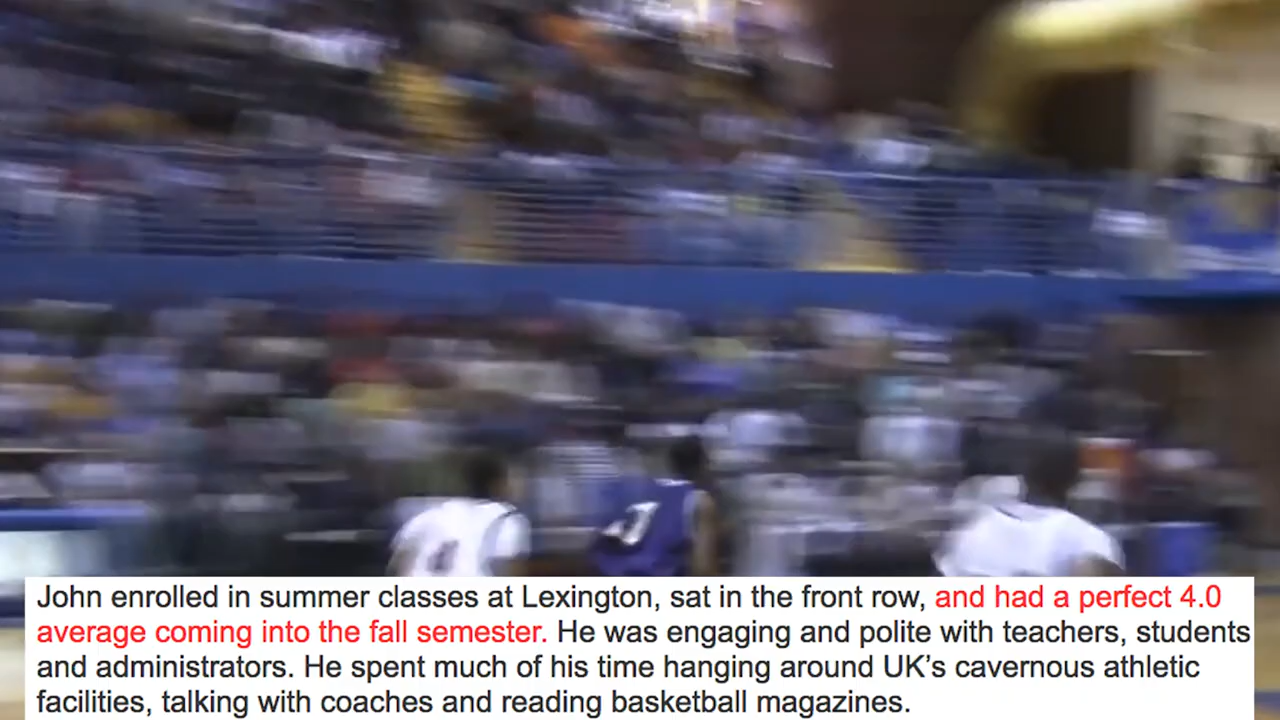 John enrolled in summer classes at Lexington, sat in the front row, and had a perfect 4.0
average coming into the fall semester. He was engaging and polite with teachers, students
and administrators. He spent much of his time hanging around UK’s cavernous athletic
facilities, talking with coaches and reading basketball magazines.